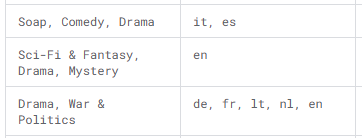 Soap, Comedy, Drama it, es
Sci-Fi & Fantasy, en
Drama, Mystery
Drama, War & de, fr, lt, nl, en
Politics